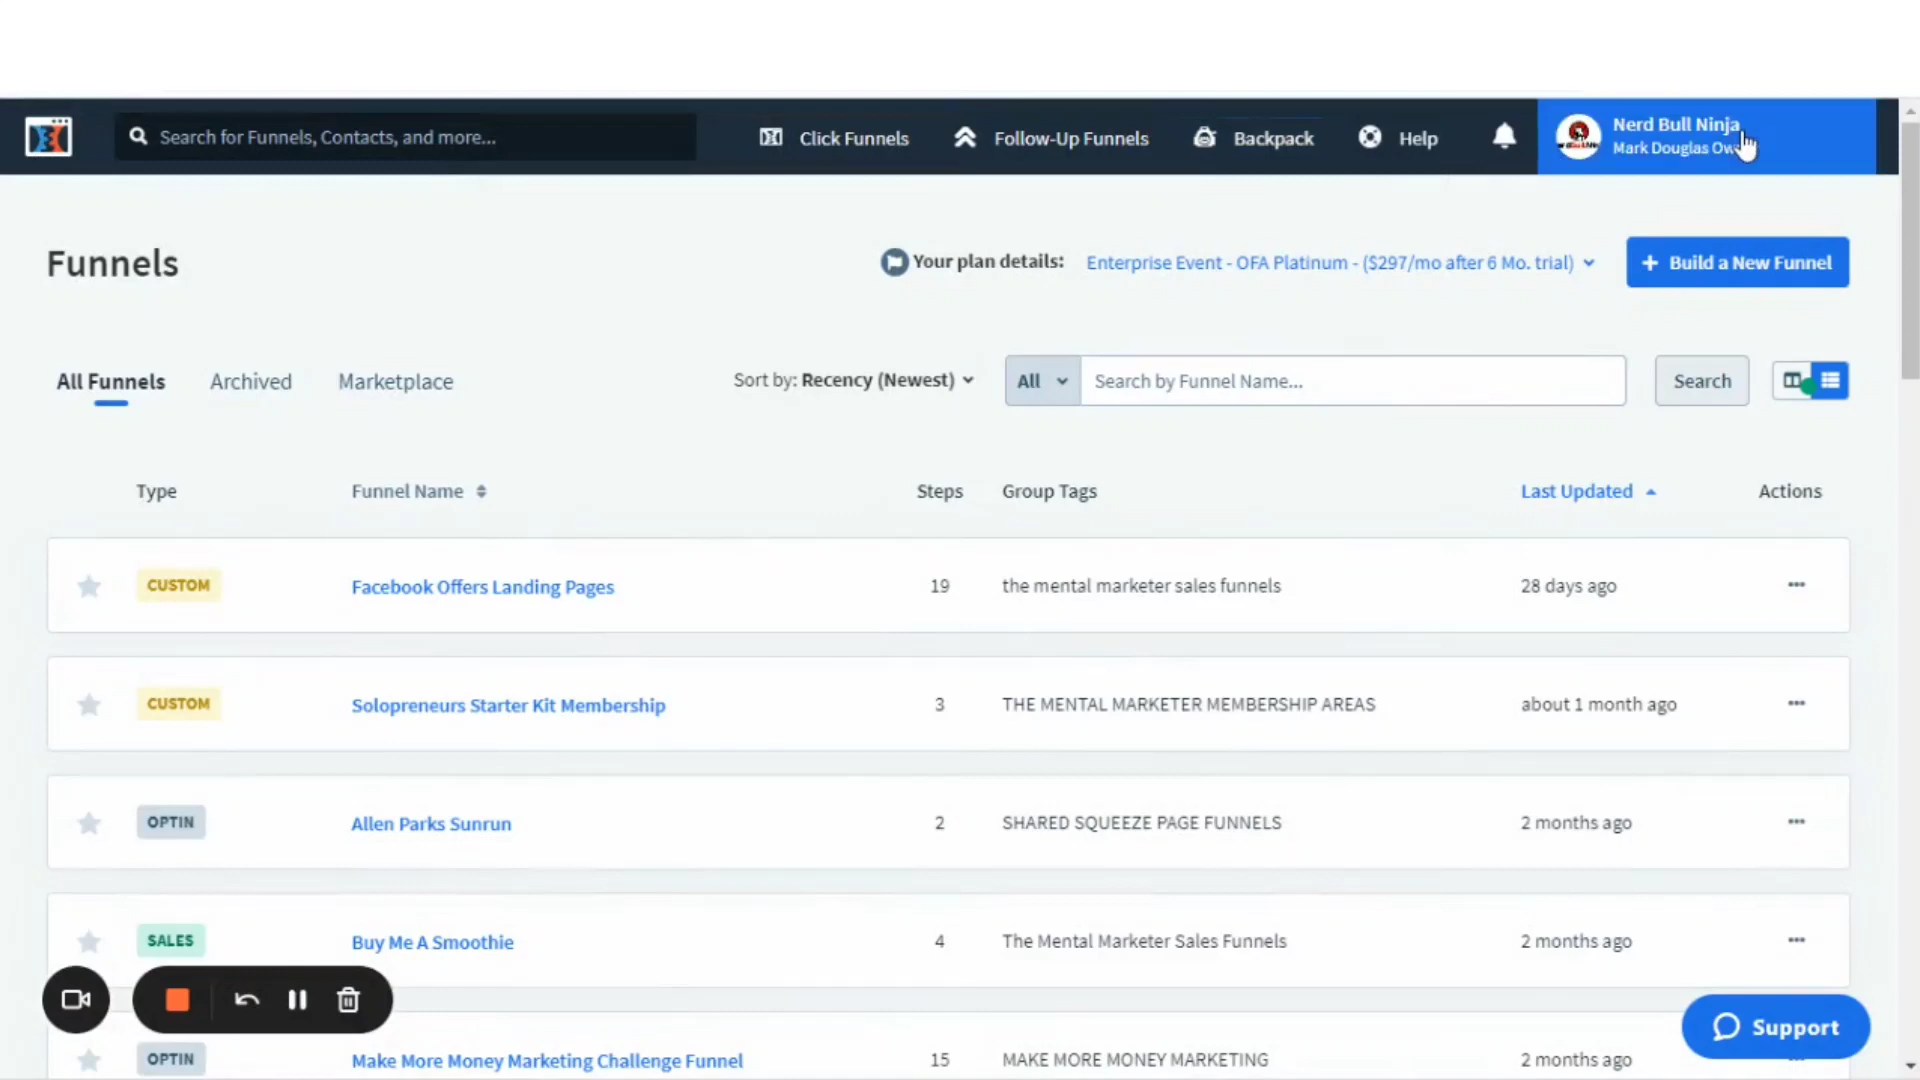 Search for Funnels, Contacts, and more...
Click Funnels
Follow-Up Funnels
Backpack
Help
Nerd Bull Ninja
Mark Douglas
Funnels
Your plan details:
Enterprise Event - OFA Platinum - ($297/mo after 6 Mo. trial)
+ Build a New Funnel
All Funnels
Archived
Marketplace
Sort by: Recency (Newest)
All
Search by Funnel Name...
Search
Type
Funnel Name
Steps
Group Tags
Last Updated
Actions
CUSTOM
Facebook Offers Landing Pages
19
the mental marketer sales funnels
28 days ago
CUSTOM
Solopreneurs Starter Kit Membership
3
THE MENTAL MARKETER MEMBERSHIP AREAS
about 1 month ago
OPTIN
Allen Parks Sunrun
2
SHARED SQUEEZE PAGE FUNNELS
2 months ago
SALES
Buy Me A Smoothie
4
The Mental Marketer Sales Funnels
2 months ago
OPTIN
Make More Money Marketing Challenge Funnel
15
MAKE MORE MONEY MARKETING
2 months ago
Support